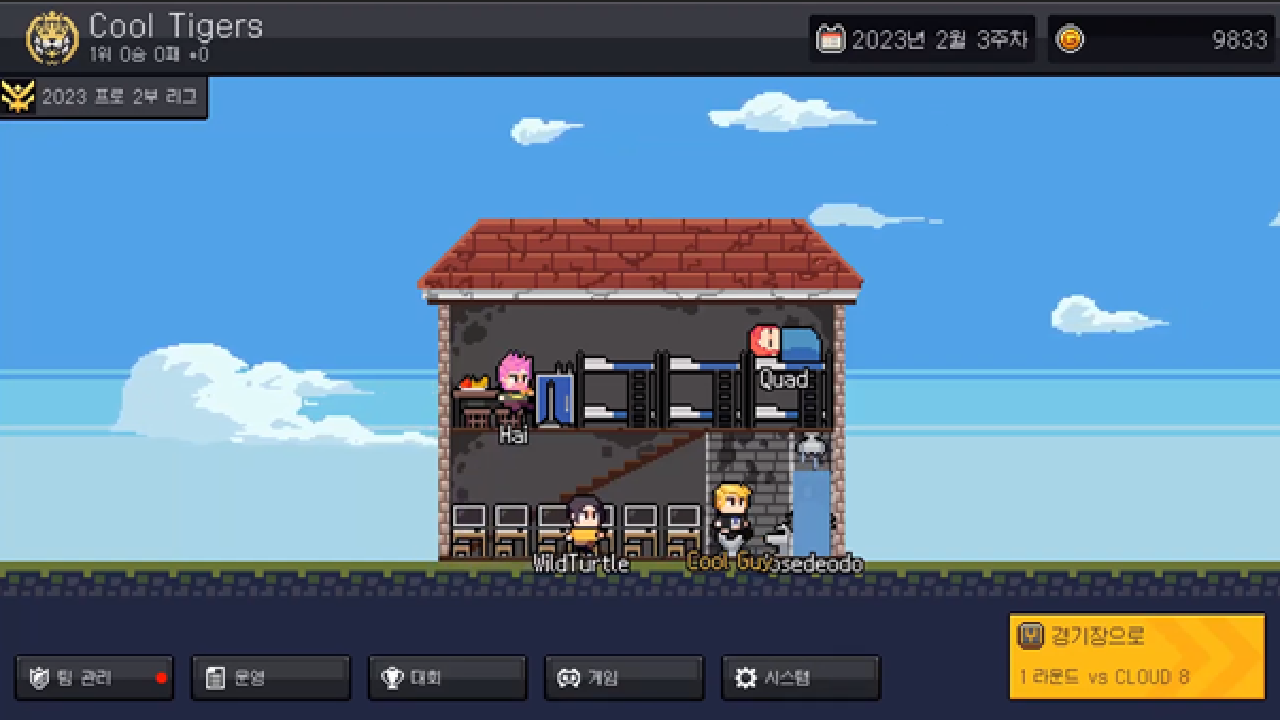 Cool Tigers
1위 0승 0패 +0
2023년 2월 3주차
9833
2023 프로 2부 리그
Quad
Hai
WildTurtle
Cool Guy
팀 관리
운영
대회
게임
시스템
경기장으로
1 라운드 vs CLOUD 8